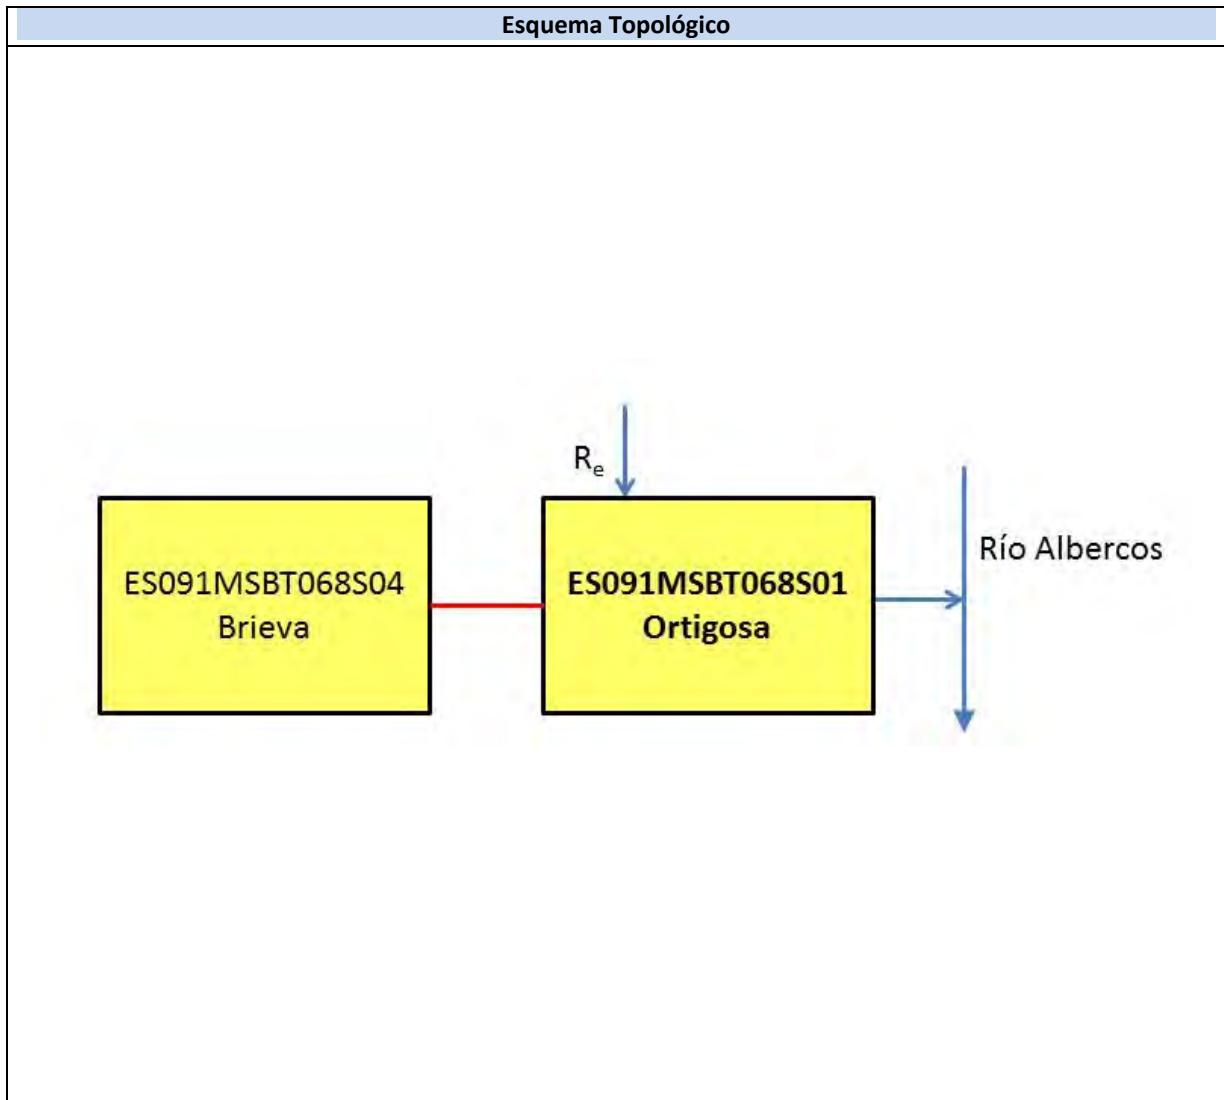 Esquema Topológico
Rₑ
ES091MSBT068S04
Brieva
ES091MSBT068S01
Ortigosa
Río Albercos